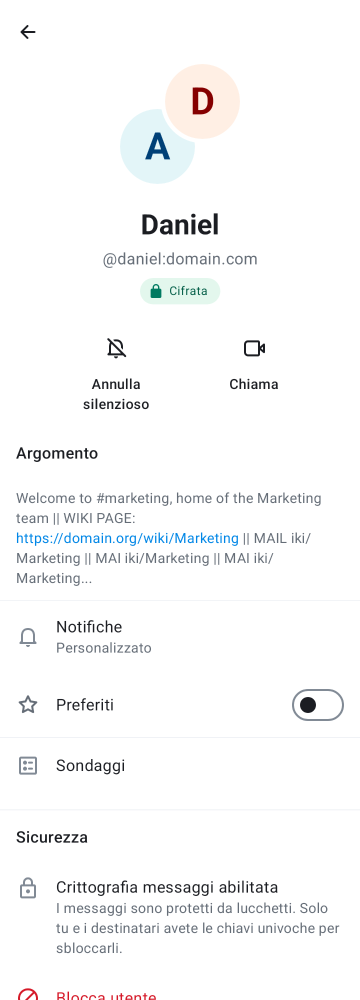 D
A
Daniel
@daniel:domain.com
Cifrata
Annulla
silenzioso
Chiama
Argomento
Welcome to #marketing, home of the Marketing
team || WIKI PAGE:
https://domain.org/wiki/Marketing || MAIL iki/
Marketing || MAI iki/Marketing || MAI iki/
Marketing...
Notifiche
Personalizzato
Preferiti
Sondaggi
Sicurezza
Crittografia messaggi abilitata
I messaggi sono protetti da lucchetti. Solo
tu e i destinatari avete le chiavi univoche per
sbloccarli.
Blocca utente